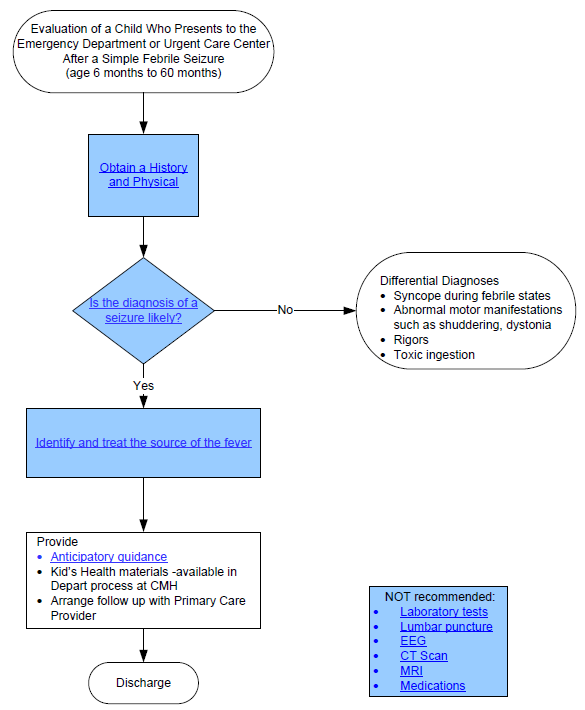 Evaluation of a Child Who Presents to the
Emergency Department or Urgent Care Center
After a Simple Febrile Seizure
(age 6 months to 60 months)
Obtain a History
and Physical
Is the diagnosis of a
seizure likely?
No
Differential Diagnoses
• Syncope during febrile states
• Abnormal motor manifestations
such as shuddering, dystonia
• Rigors
• Toxic ingestion
Yes
Identify and treat the source of the fever
Provide
• Anticipatory guidance
• Kid's Health materials -available in
Depart process at CMH
• Arrange follow up with Primary Care
Provider
NOT recommended:
• Laboratory tests
• Lumbar puncture
• EEG
• CT Scan
• MRI
• Medications
Discharge